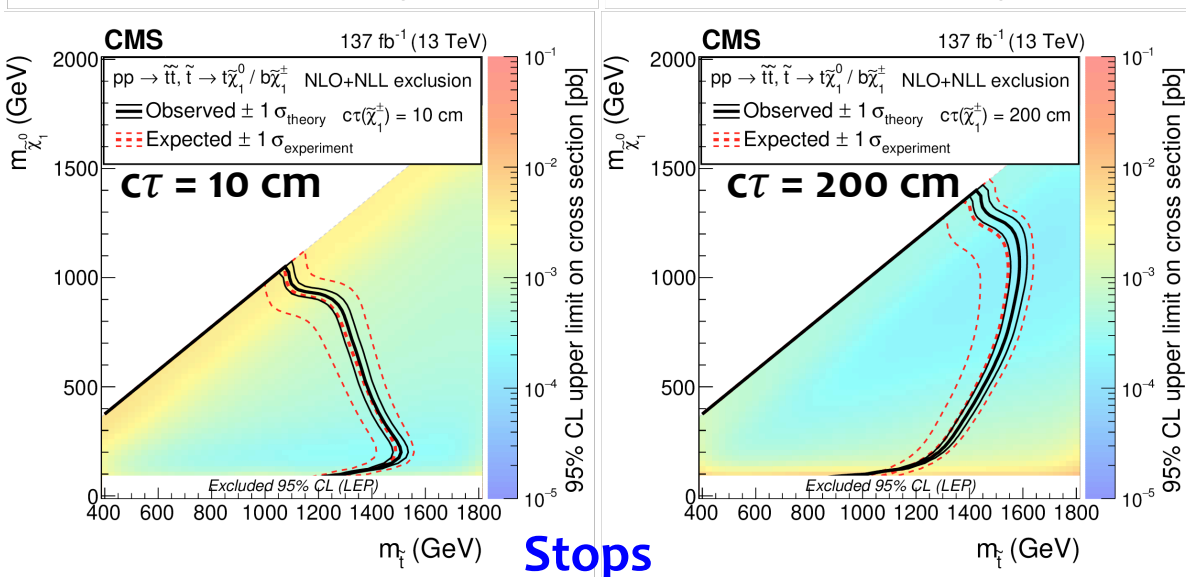 CMS 137 fb⁻¹ (13 TeV)
pp → t̃t̃, t̃ → tχ̃₁⁰ / bχ̃₁± NLO+NLL exclusion
Observed ± 1 σ_theory cτ(χ̃₁±) = 10 cm
Expected ± 1 σ_experiment
cτ = 10 cm
m_χ̃₁⁰ (GeV)
2000
1500
1000
500
0
Excluded 95% CL (LEP)
400 600 800 1000 1200 1400 1600 1800
m_t̃ (GeV)
10⁻¹
10⁻²
10⁻³
10⁻⁴
10⁻⁵
95% CL upper limit on cross section [pb]
CMS 137 fb⁻¹ (13 TeV)
pp → t̃t̃, t̃ → tχ̃₁⁰ / bχ̃₁± NLO+NLL exclusion
Observed ± 1 σ_theory cτ(χ̃₁±) = 200 cm
Expected ± 1 σ_experiment
cτ = 200 cm
m_χ̃₁⁰ (GeV)
2000
1500
1000
500
0
Excluded 95% CL (LEP)
400 600 800 1000 1200 1400 1600 1800
m_t̃ (GeV)
10⁻¹
10⁻²
10⁻³
10⁻⁴
10⁻⁵
95% CL upper limit on cross section [pb]
Stops